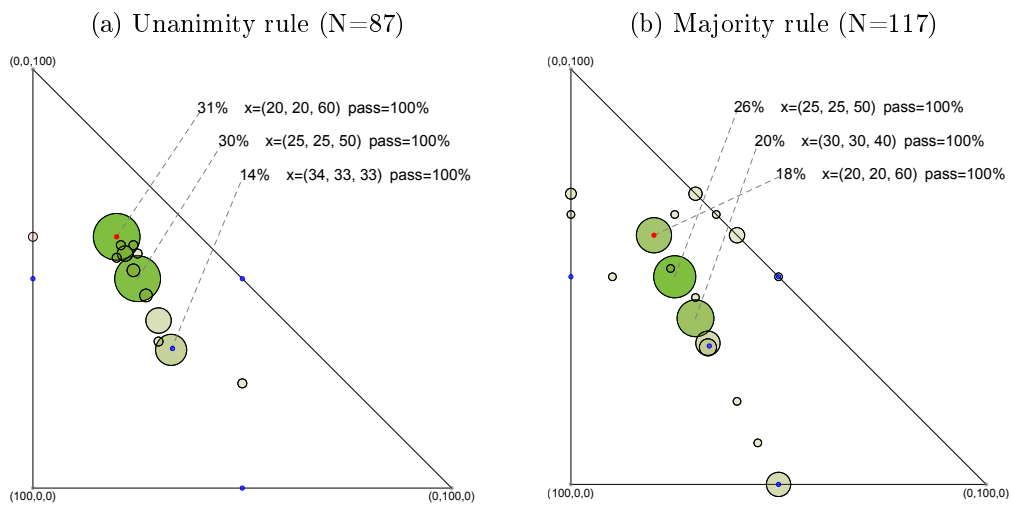 (a) Unanimity rule (N=87)
(0,0,100)
31% x=(20, 20, 60) pass=100%
30% x=(25, 25, 50) pass=100%
14% x=(34, 33, 33) pass=100%
(100,0,0)
(0,100,0)
(b) Majority rule (N=117)
(0,0,100)
26% x=(25, 25, 50) pass=100%
20% x=(30, 30, 40) pass=100%
18% x=(20, 20, 60) pass=100%
(100,0,0)
(0,100,0)